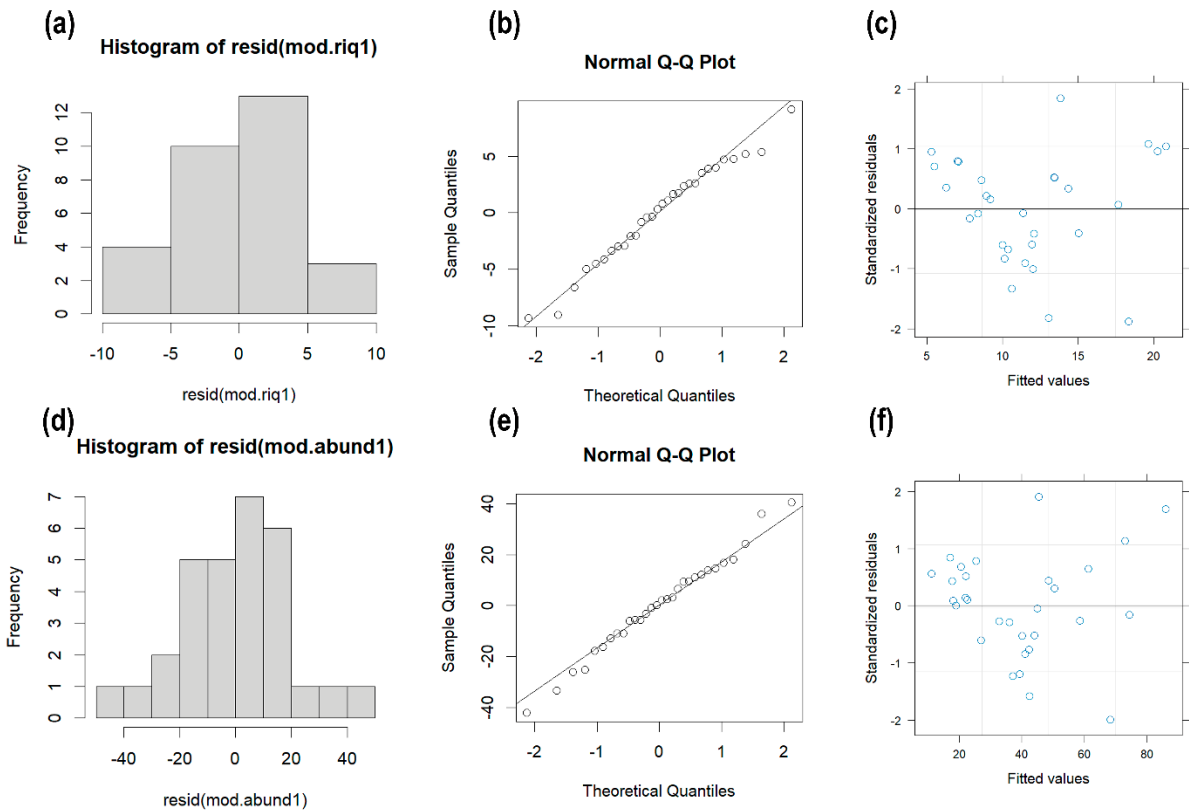 (a)
Histogram of resid(mod.riq1)
Frequency
0 2 4 6 8 10 12
-10 -5 0 5 10
resid(mod.riq1)
(b)
Normal Q-Q Plot
Sample Quantiles
-10 -5 0 5
-2 -1 0 1 2
Theoretical Quantiles
(c)
Standardized residuals
2
1
0
-1
-2
5 10 15 20
Fitted values
(d)
Histogram of resid(mod.abund1)
Frequency
0 1 2 3 4 5 6 7
-40 -20 0 20 40
resid(mod.abund1)
(e)
Normal Q-Q Plot
Sample Quantiles
-40 -20 0 20 40
-2 -1 0 1 2
Theoretical Quantiles
(f)
Standardized residuals
2
1
0
-1
-2
20 40 60 80
Fitted values